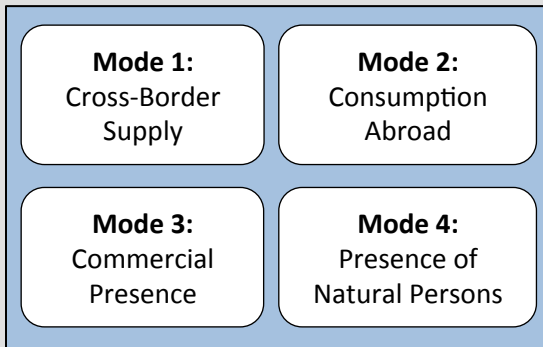 Mode 1:
Cross-Border
Supply
Mode 2:
Consumption
Abroad
Mode 3:
Commercial
Presence
Mode 4:
Presence of
Natural Persons